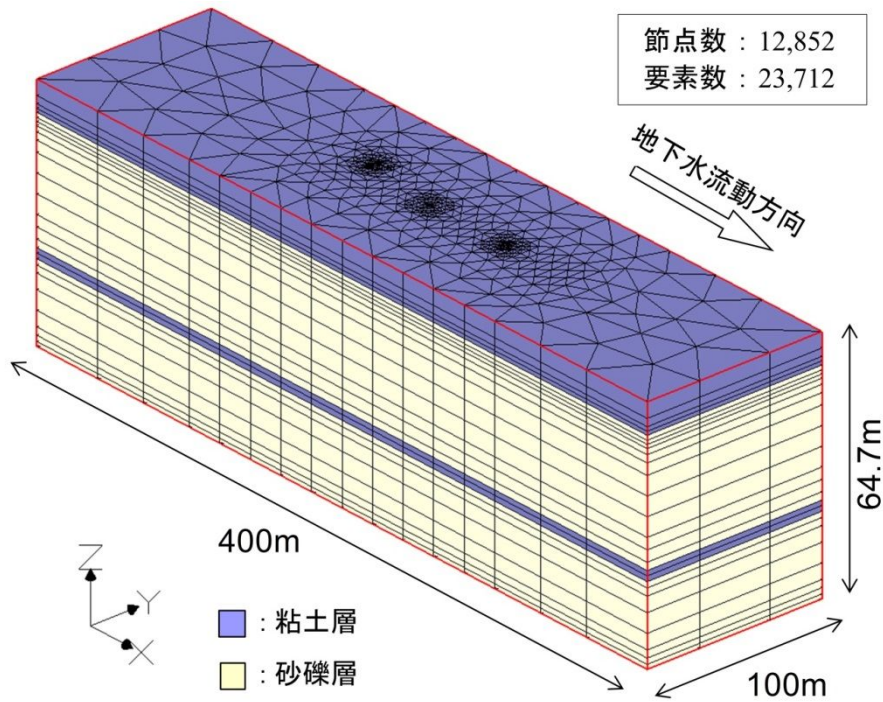 節点数 : 12,852
要素数 : 23,712
地下水流動方向
64.7m
400m
100m
Z
Y
X
: 粘土層
: 砂礫層